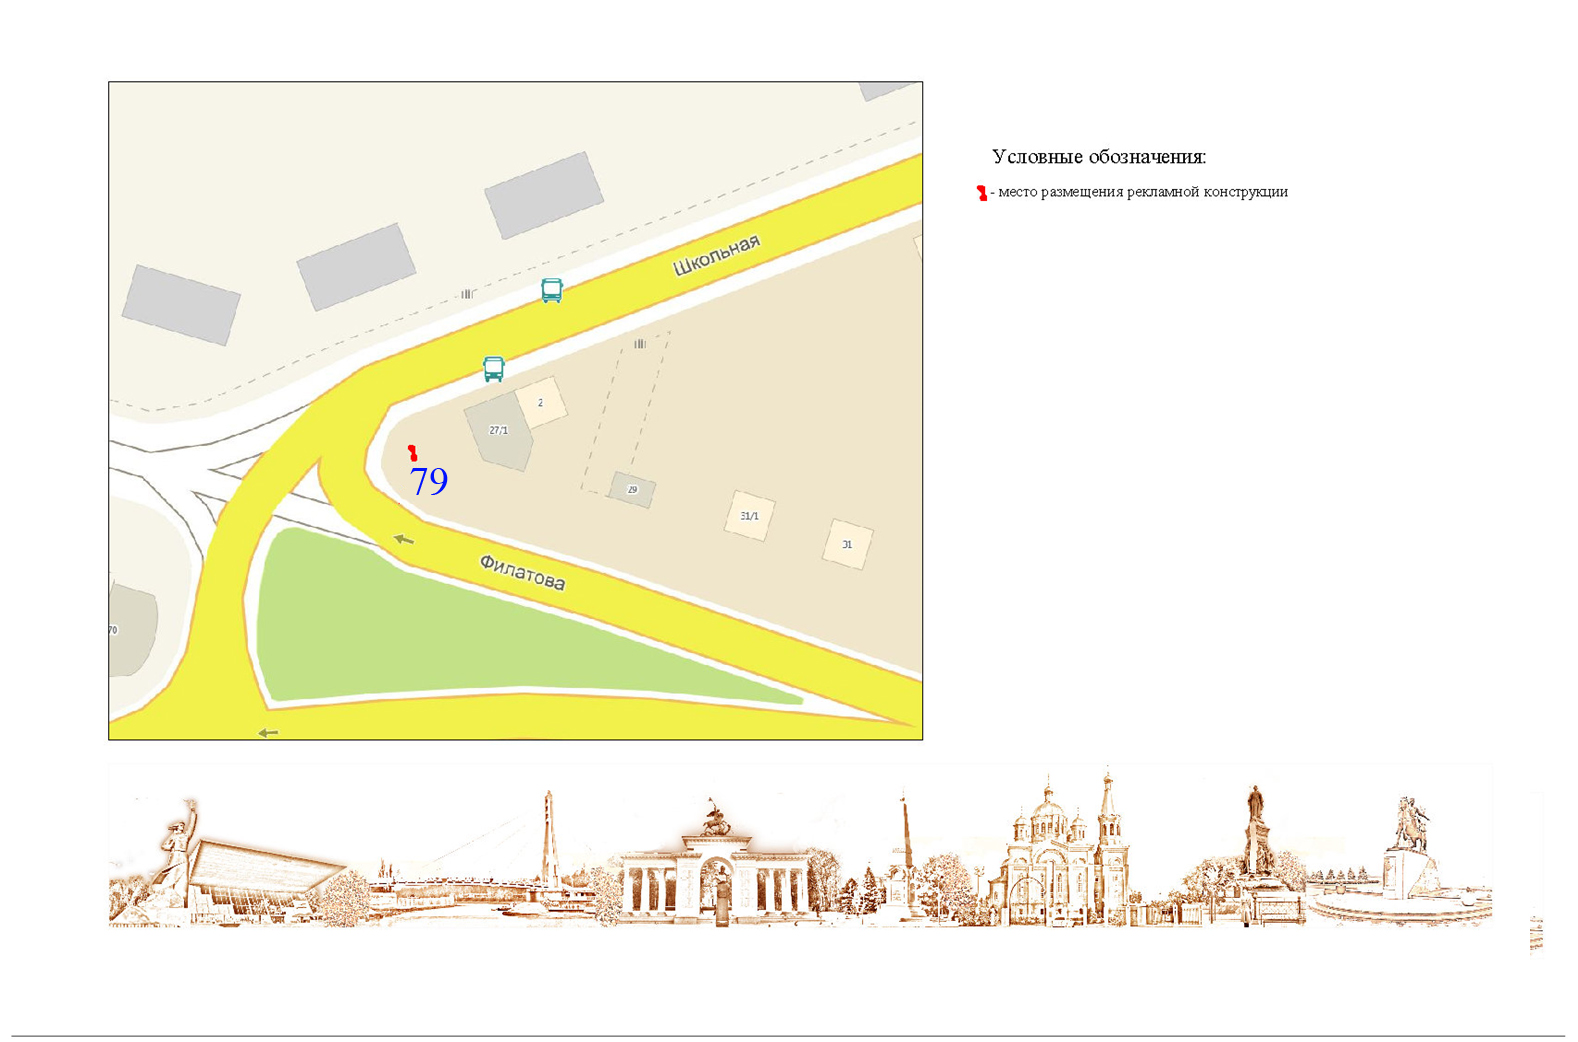 Условные обозначения:
- место размещения рекламной конструкции
Школьная
2
27/1
79
29
31/1
31
Филатова
70